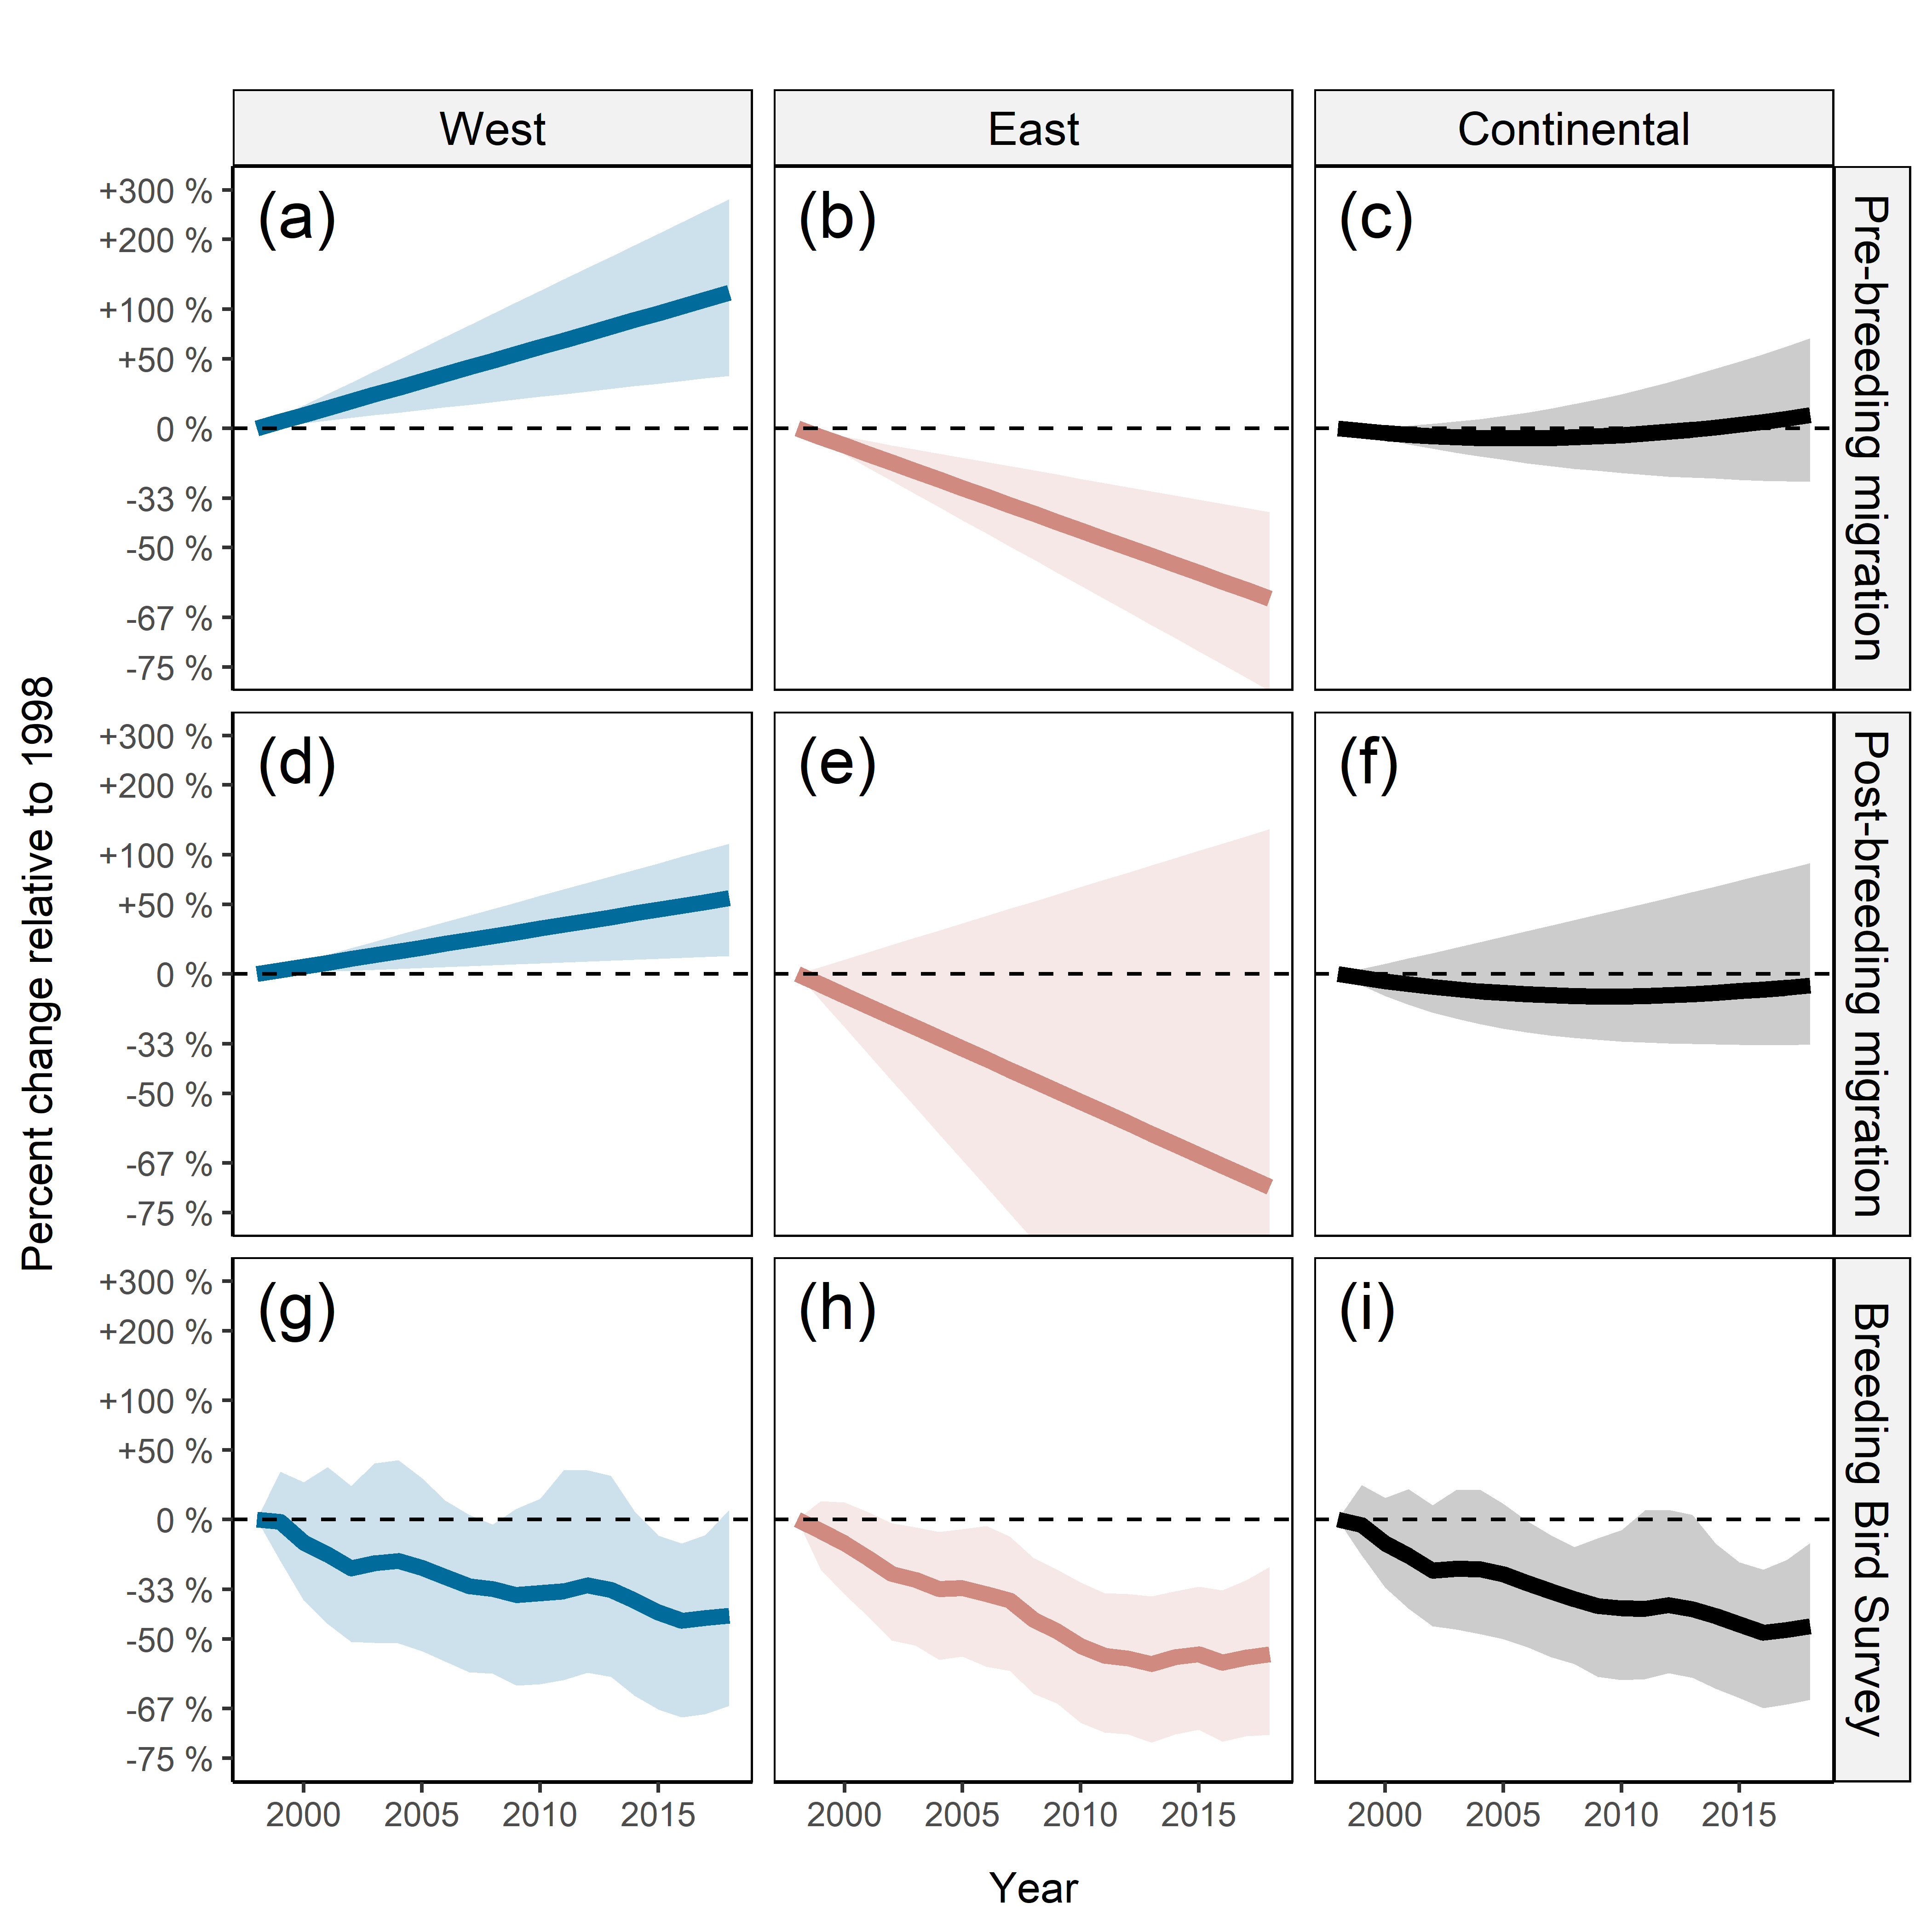 West
East
Continental
(a)
(b)
(c)
+300 %
+200 %
+100 %
+50 %
0 %
-33 %
-50 %
-67 %
-75 %
Pre-breeding migration
(d)
(e)
(f)
+300 %
+200 %
+100 %
+50 %
0 %
-33 %
-50 %
-67 %
-75 %
Post-breeding migration
(g)
(h)
(i)
+300 %
+200 %
+100 %
+50 %
0 %
-33 %
-50 %
-67 %
-75 %
Breeding Bird Survey
Percent change relative to 1998
2000 2005 2010 2015
2000 2005 2010 2015
2000 2005 2010 2015
Year